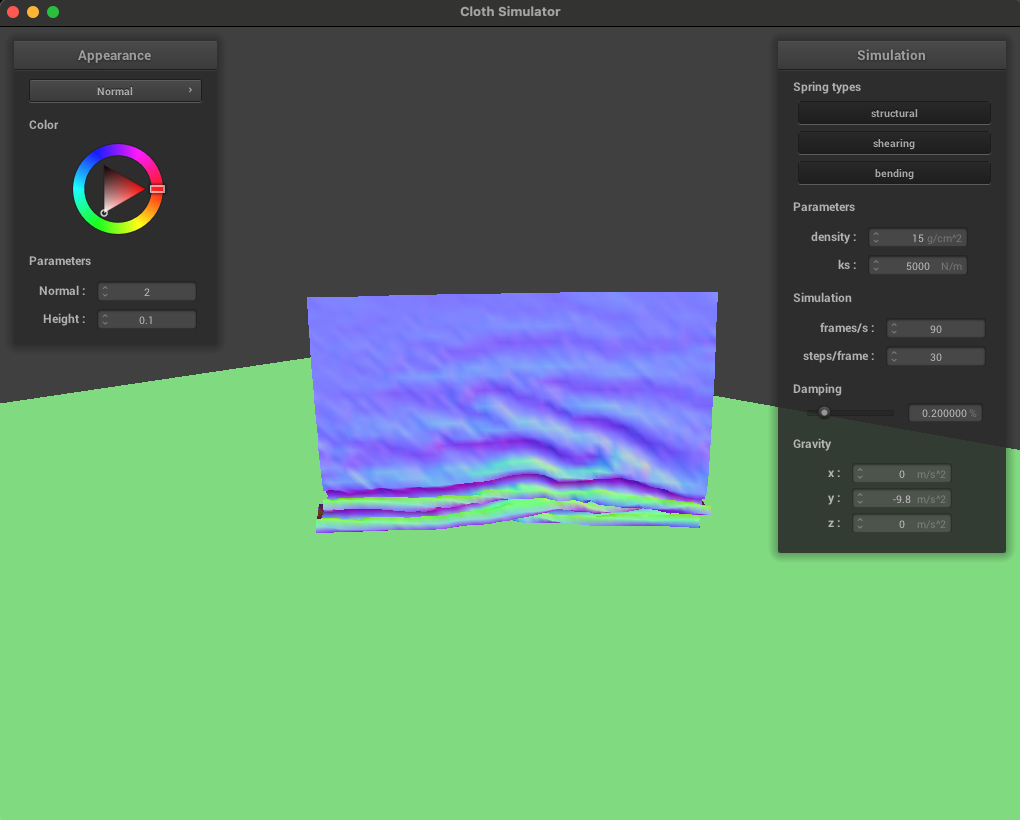 Cloth Simulator
Appearance
Normal
Color
Parameters
Normal : 2
Height : 0.1
Simulation
Spring types
structural
shearing
bending
Parameters
density : 15 g/cm^2
ks : 5000 N/m
Simulation
frames/s : 90
steps/frame : 30
Damping
0.200000 %
Gravity
x : 0 m/s^2
y : -9.8 m/s^2
z : 0 m/s^2